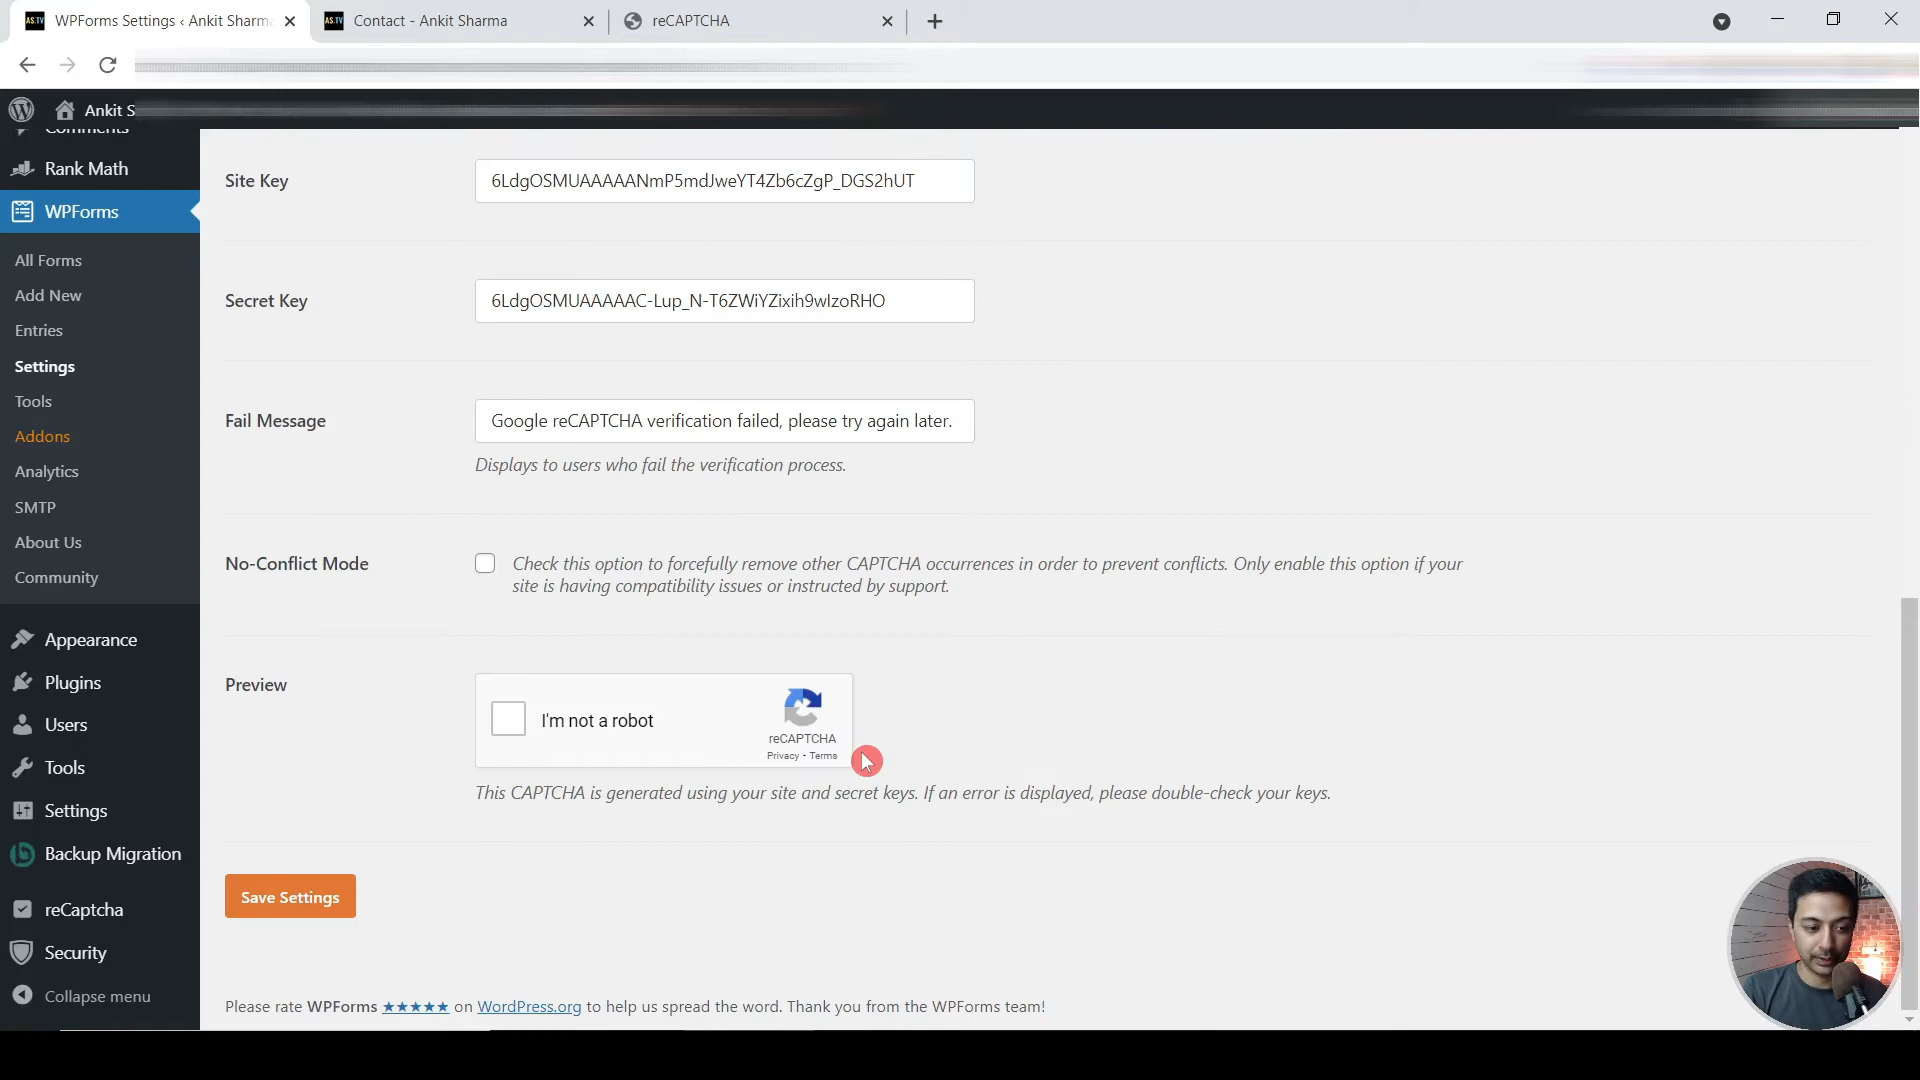 WPForms Settings ‹ Ankit Sharma
Contact - Ankit Sharma
reCAPTCHA
Ankit S
Comments
Rank Math
WPForms
All Forms
Add New
Entries
Settings
Tools
Addons
Analytics
SMTP
About Us
Community
Appearance
Plugins
Users
Tools
Settings
Backup Migration
reCaptcha
Security
Collapse menu
Site Key
6LdgOSMUAAAAANmP5mdJweYT4Zb6cZgP_DGS2hUT
Secret Key
6LdgOSMUAAAAAC-Lup_N-T6ZWiYZixih9wIzoRHO
Fail Message
Google reCAPTCHA verification failed, please try again later.
Displays to users who fail the verification process.
No-Conflict Mode
Check this option to forcefully remove other CAPTCHA occurrences in order to prevent conflicts. Only enable this option if your
site is having compatibility issues or instructed by support.
Preview
I'm not a robot
reCAPTCHA
Privacy - Terms
This CAPTCHA is generated using your site and secret keys. If an error is displayed, please double-check your keys.
Save Settings
Please rate WPForms ★★★★★ on WordPress.org to help us spread the word. Thank you from the WPForms team!